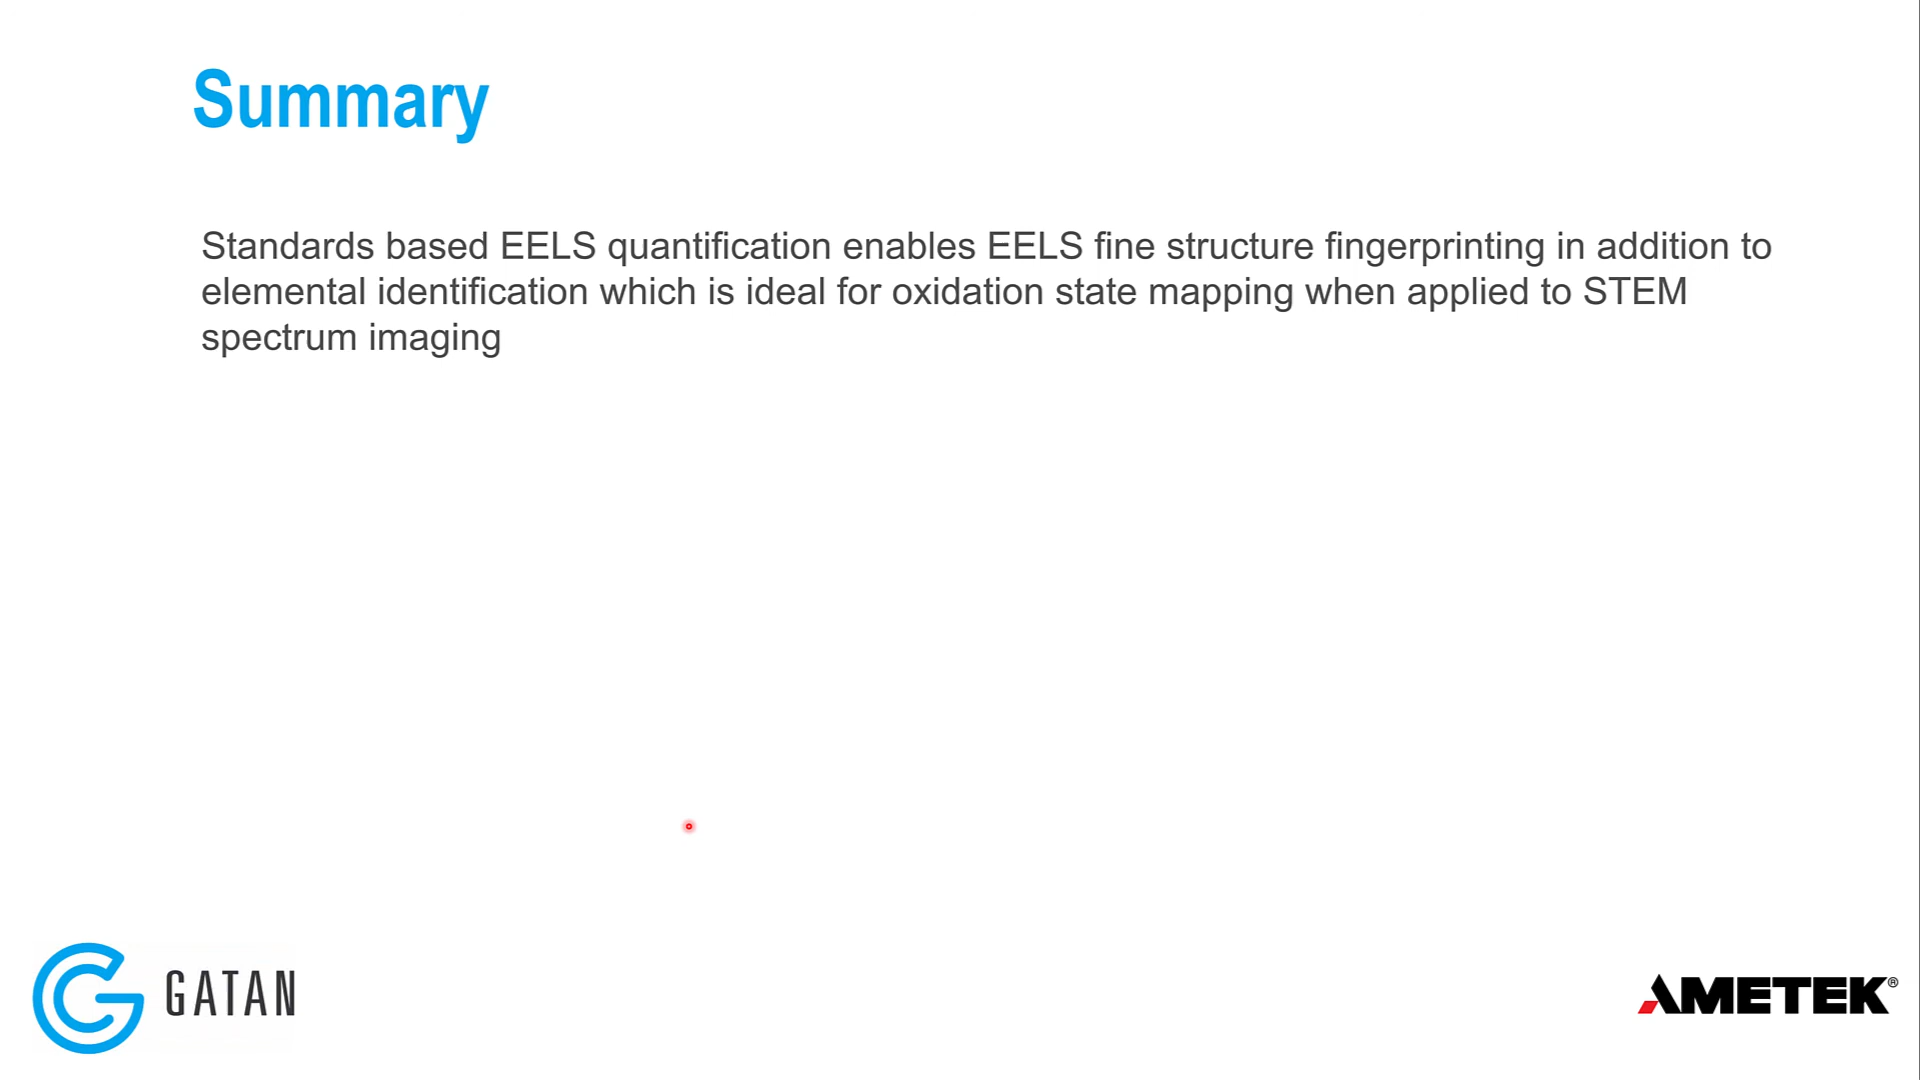 Summary
Standards based EELS quantification enables EELS fine structure fingerprinting in addition to
elemental identification which is ideal for oxidation state mapping when applied to STEM
spectrum imaging
GATAN
AMETEK®